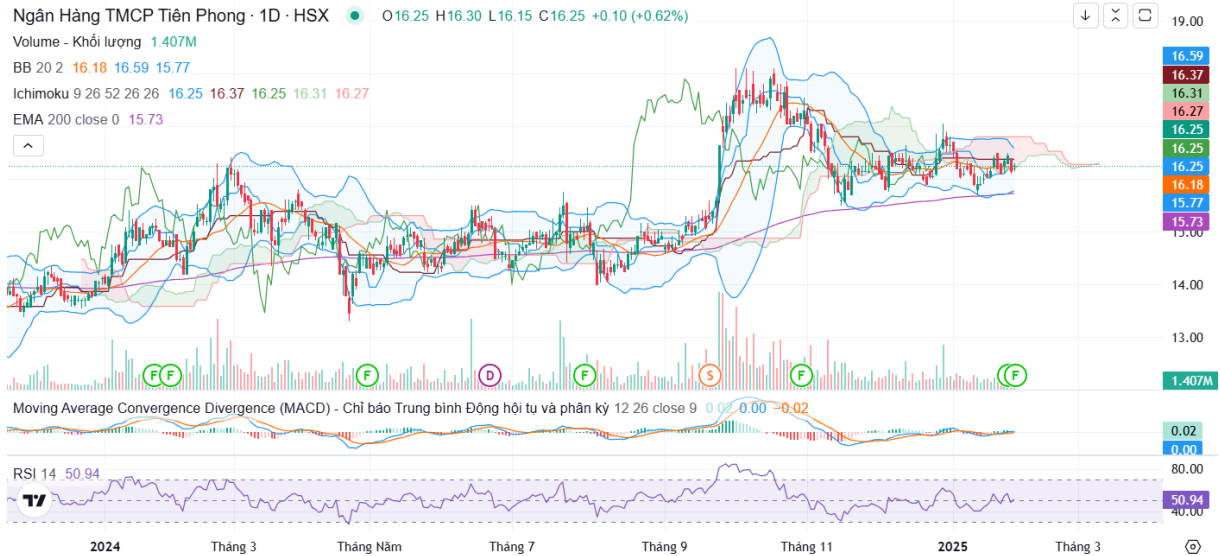 Ngân Hàng TMCP Tiên Phong · 1D · HSX O16.25 H16.30 L16.15 C16.25 +0.10 (+0.62%)
Volume - Khối lượng 1.407M
BB 20 2 16.18 16.59 15.77
Ichimoku 9 26 52 26 26 16.25 16.37 16.25 16.31 16.27
EMA 200 close 0 15.73
19.00
16.59
16.37
16.31
16.27
16.25
16.25
16.25
16.18
15.77
15.73
15.00
14.00
13.00
F F F D F S F F
1.407M
Moving Average Convergence Divergence (MACD) - Chỉ báo Trung bình Động hội tụ và phân kỳ 12 26 close 9 0.02 0.00 −0.02
0.02
0.00
RSI 14 50.94
80.00
50.94
40.00
2024 Tháng 3 Tháng Năm Tháng 7 Tháng 9 Tháng 11 2025 Tháng 3